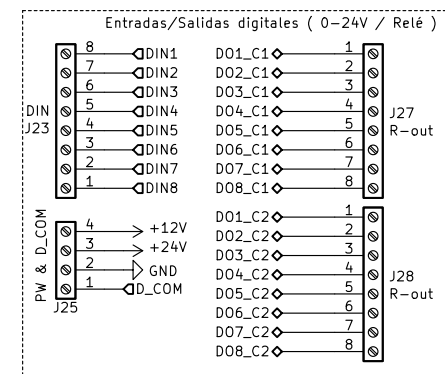 Entradas/Salidas digitales ( 0-24V / Relé )
DIN
J23
8 DIN1
7 DIN2
6 DIN3
5 DIN4
4 DIN5
3 DIN6
2 DIN7
1 DIN8
PW & D_COM
4 +12V
3 +24V
2 GND
1 D_COM
J25
DO1_C1 1
DO2_C1 2
DO3_C1 3
DO4_C1 4
DO5_C1 5
DO6_C1 6
DO7_C1 7
DO8_C1 8
J27
R-out
DO1_C2 1
DO2_C2 2
DO3_C2 3
DO4_C2 4
DO5_C2 5
DO6_C2 6
DO7_C2 7
DO8_C2 8
J28
R-out